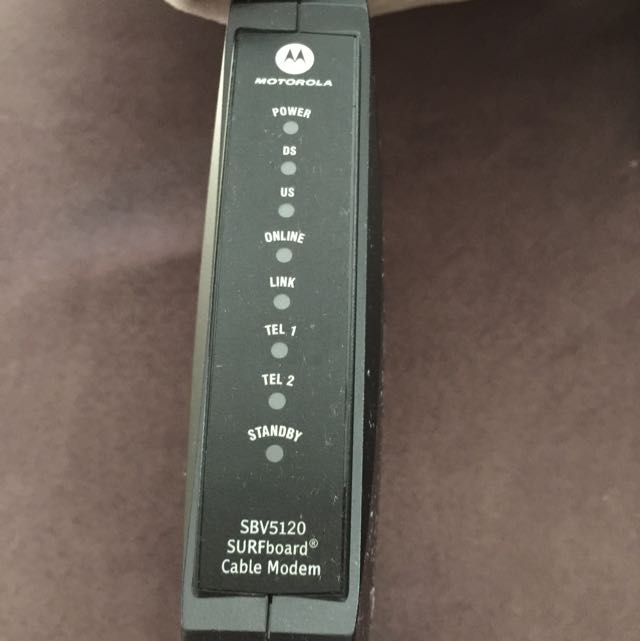 MOTOROLA
POWER
DS
US
ONLINE
LINK
TEL 1
TEL 2
STANDBY
SBV5120
SURFboard®
Cable Modem